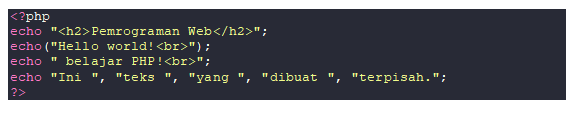 <?php
echo "<h2>Pemrograman Web</h2>";
echo("Hello world!<br>");
echo " belajar PHP!<br>";
echo "Ini ", "teks ", "yang ", "dibuat ", "terpisah.";
?>